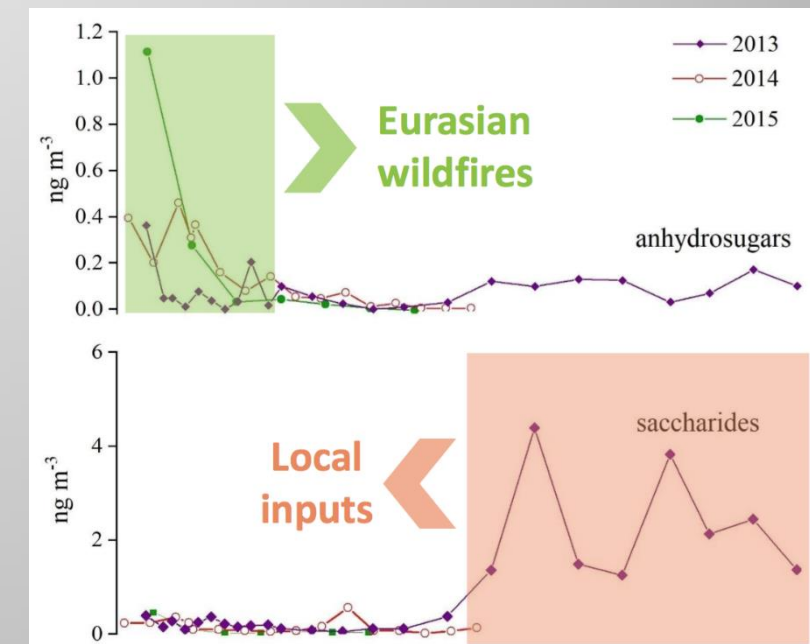 1.2
1.0
0.8
0.6
0.4
0.2
0.0
ng m-3
2013
2014
2015
Eurasian
wildfires
anhydrosugars
6
4
2
0
ng m-3
saccharides
Local
inputs